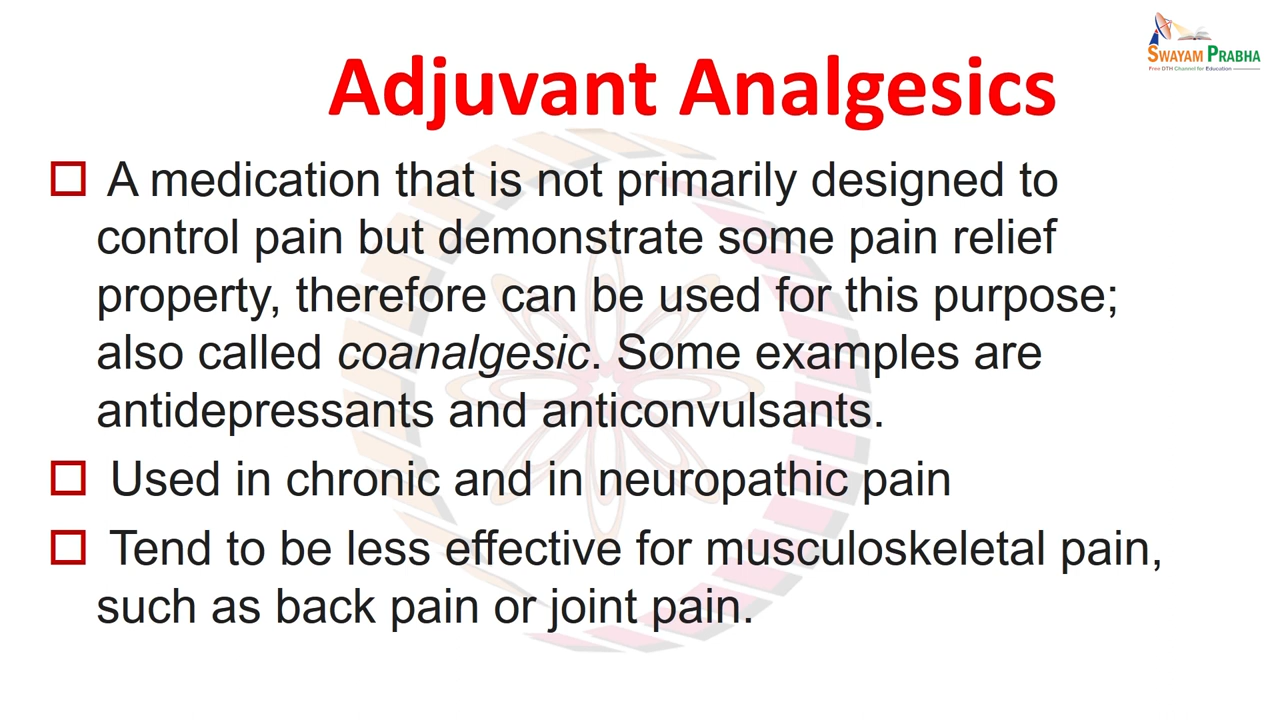 SWAYAM PRABHA
Free DTH Channel for Education
Adjuvant Analgesics
A medication that is not primarily designed to
control pain but demonstrate some pain relief
property, therefore can be used for this purpose;
also called coanalgesic. Some examples are
antidepressants and anticonvulsants.
Used in chronic and in neuropathic pain
Tend to be less effective for musculoskeletal pain,
such as back pain or joint pain.